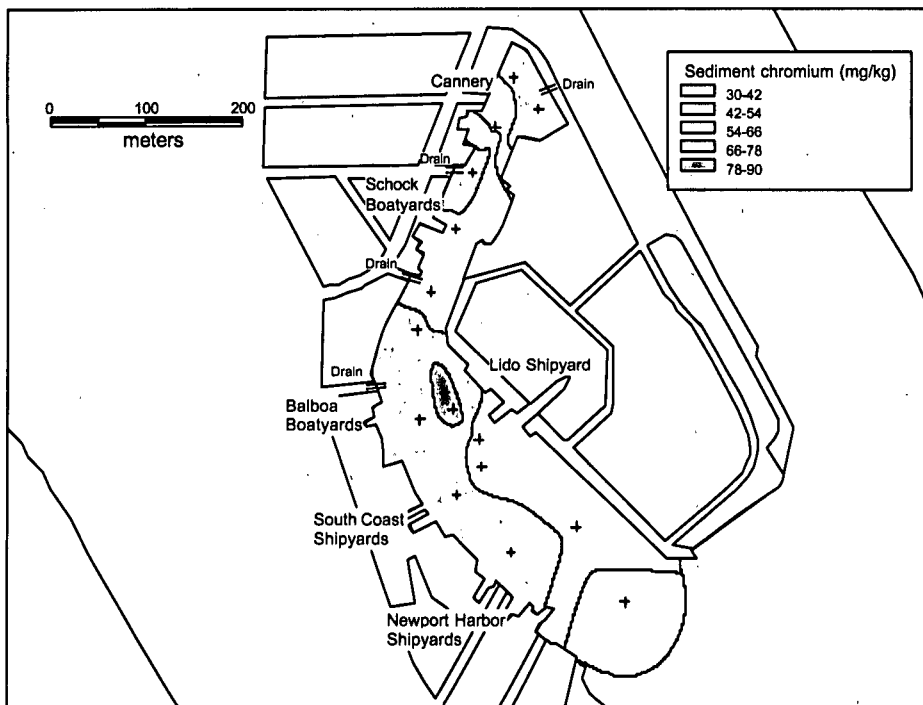 0 100 200
meters
Cannery
Drain
Sediment chromium (mg/kg)
30-42
42-54
54-66
66-78
78-90
Drain
Schock
Boatyards
Drain
Lido Shipyard
Drain
Balboa
Boatyards
South Coast
Shipyards
Newport Harbor
Shipyards